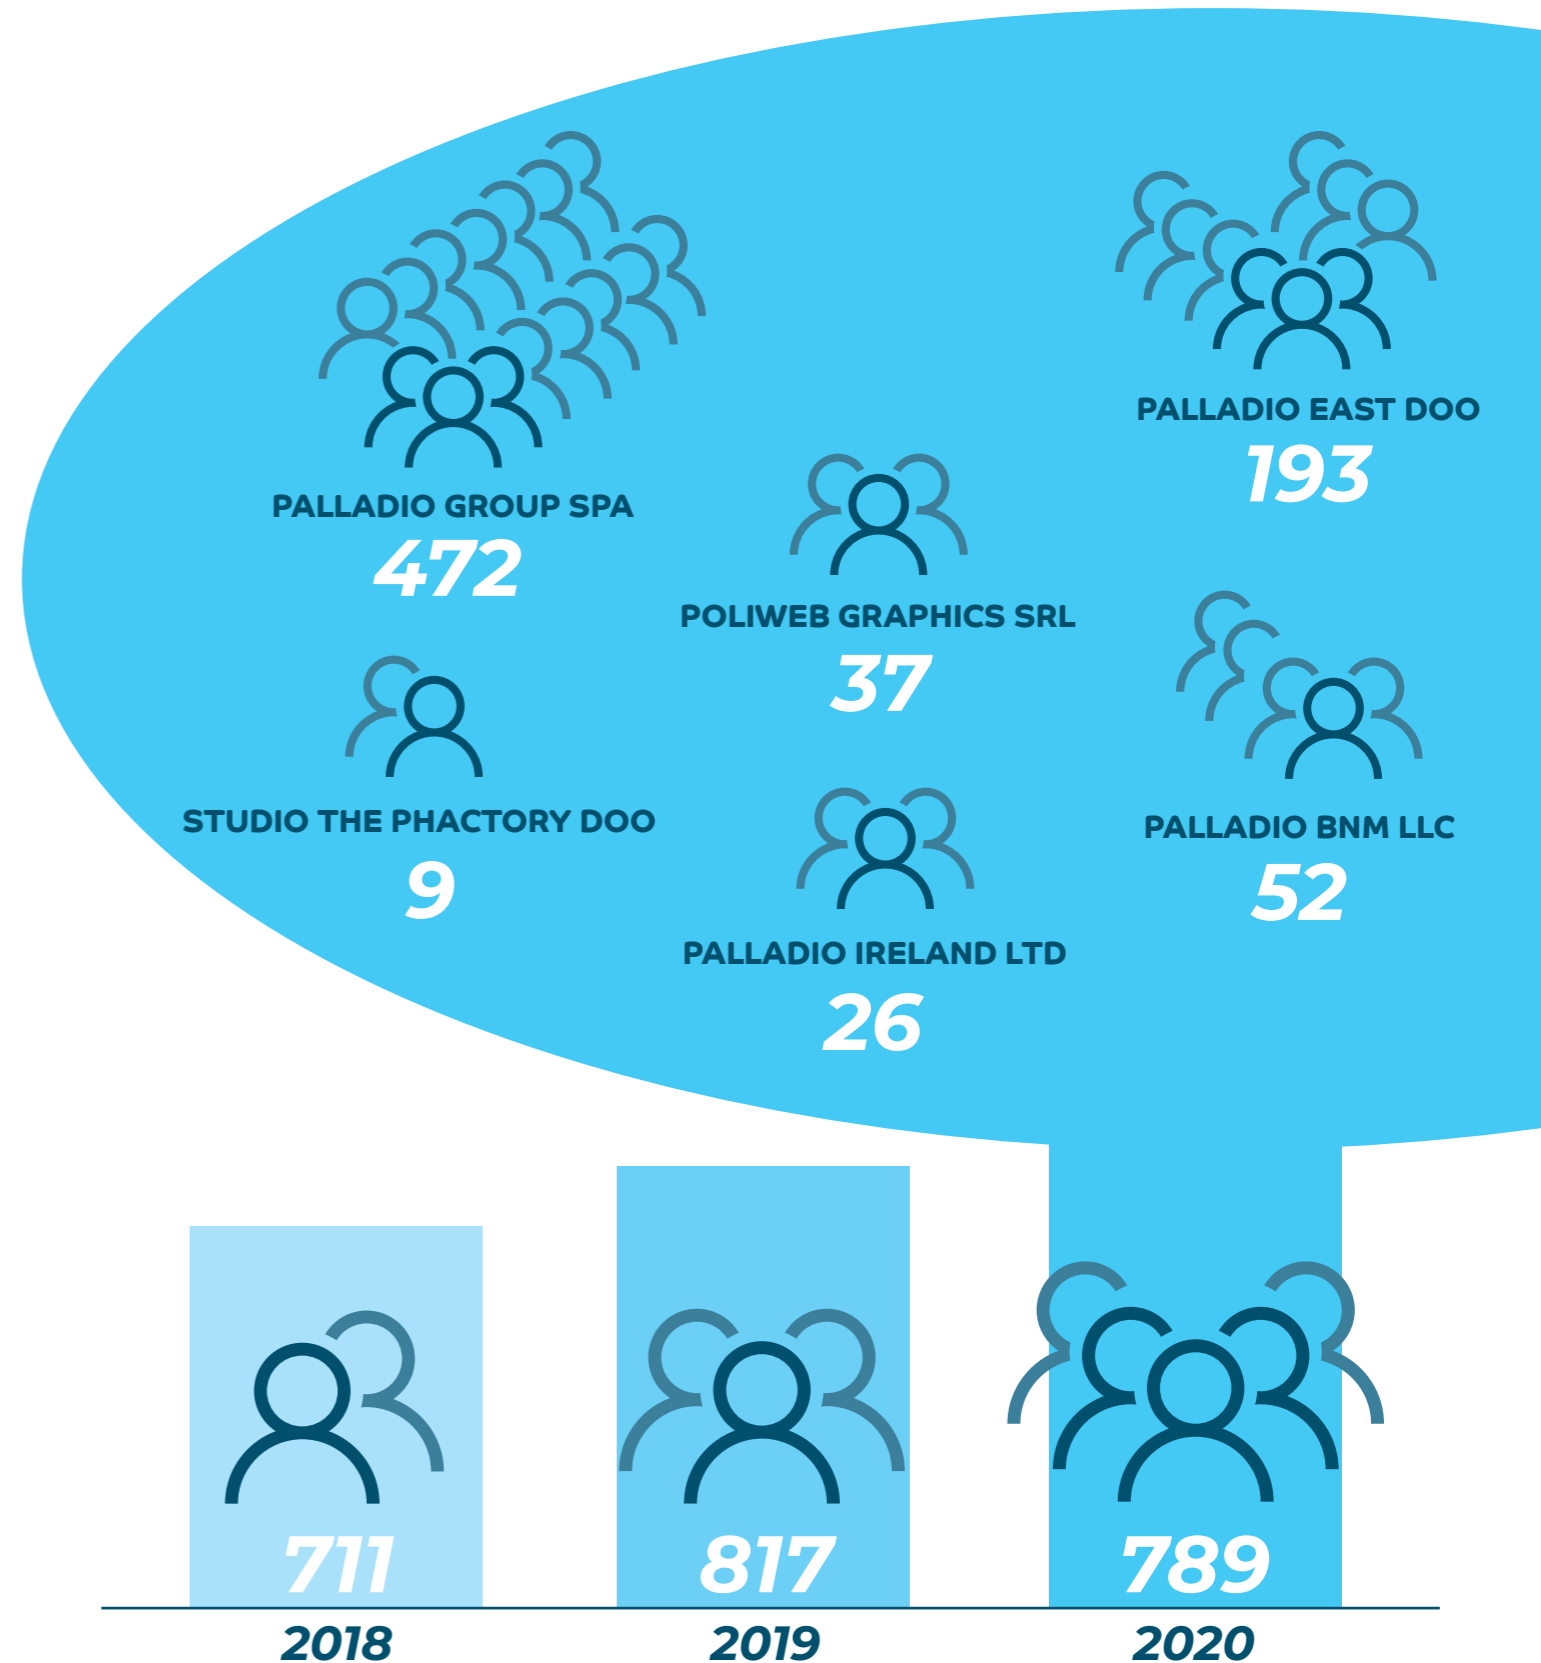 PALLADIO GROUP SPA
472
PALLADIO EAST DOO
193
POLIWEB GRAPHICS SRL
37
STUDIO THE PHACTORY DOO
9
PALLADIO BNM LLC
52
PALLADIO IRELAND LTD
26
711
817
789
2018
2019
2020